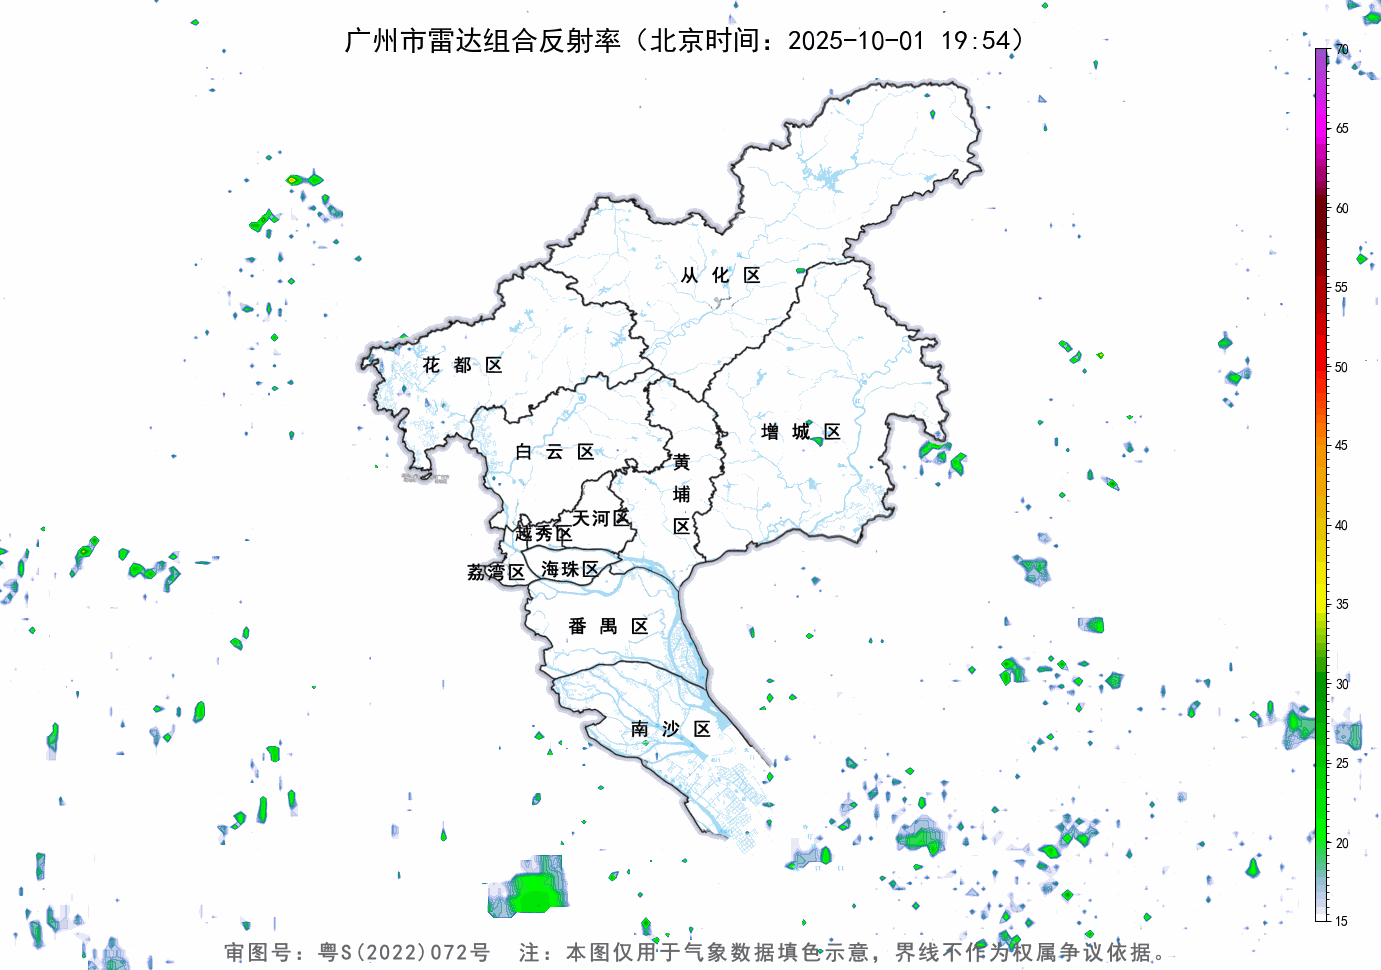 广州市雷达组合反射率（北京时间：2025-10-01 19:54）
70
65
60
55
50
45
40
35
30
25
20
15
从化区
花都区
增城区
白云区
黄埔区
天河区
越秀区
海珠区
荔湾区
番禺区
南沙区
审图号：粤S(2022)072号 注：本图仅用于气象数据填色示意，界线不作为权属争议依据。